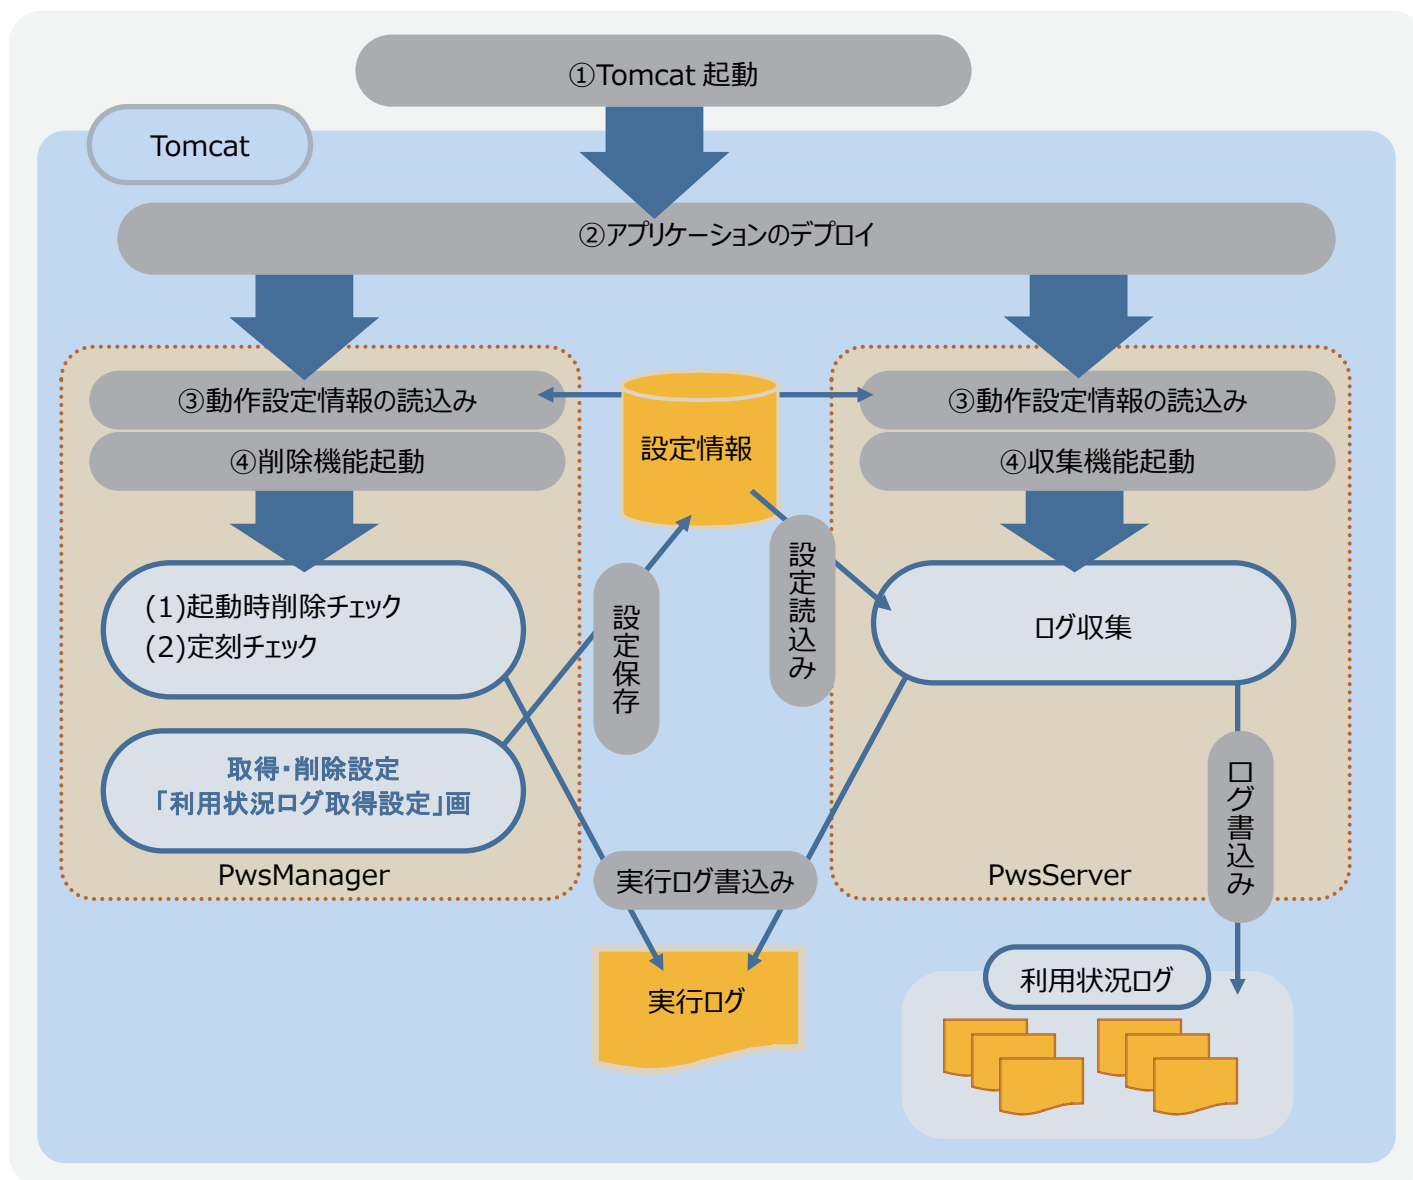 ①Tomcat 起動
Tomcat
②アプリケーションのデプロイ
③動作設定情報の読込み
④削除機能起動
(1)起動時削除チェック
(2)定刻チェック
取得・削除設定
「利用状況ログ取得設定」画
PwsManager
設定情報
設定保存
設定読込み
③動作設定情報の読込み
④収集機能起動
ログ収集
PwsServer
ログ書込み
実行ログ書込み
実行ログ
利用状況ログ